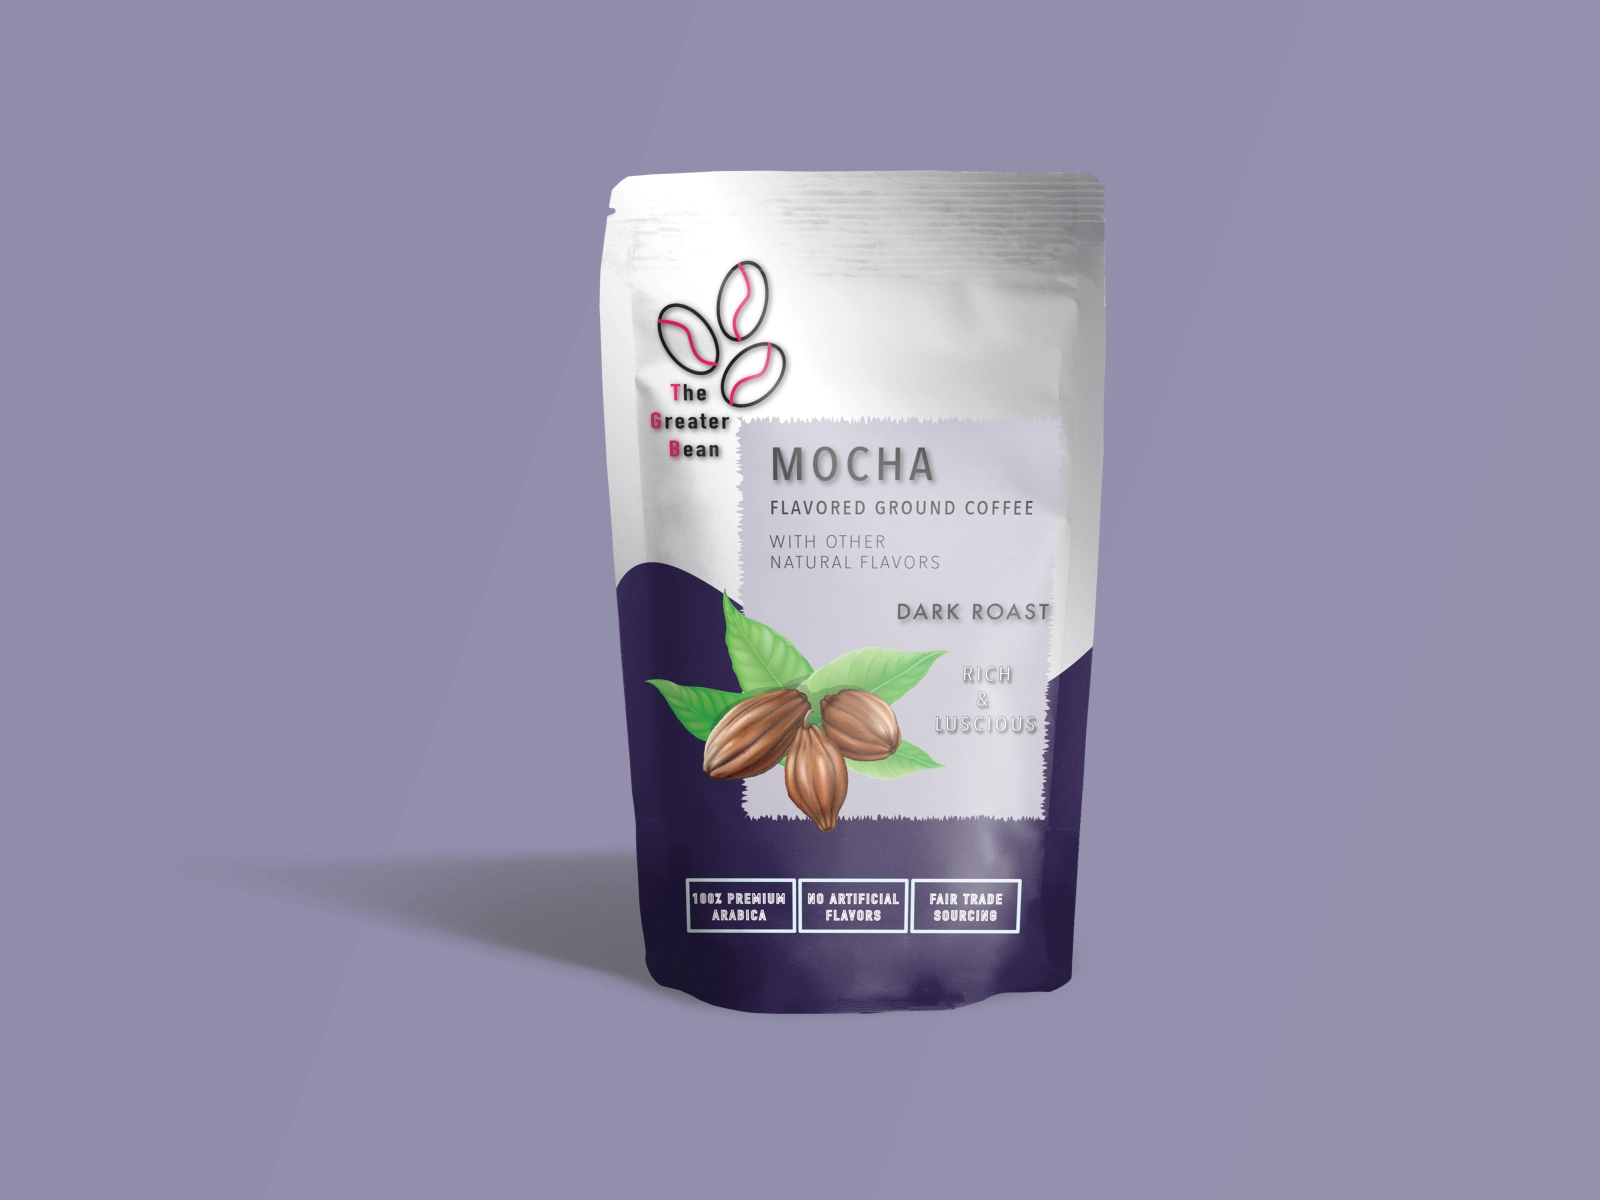 The
Greater
Bean
MOCHA
FLAVORED GROUND COFFEE
WITH OTHER
NATURAL FLAVORS
DARK ROAST
RICH
&
LUSCIOUS
100% PREMIUM
ARABICA
NO ARTIFICIAL
FLAVORS
FAIR TRADE
SOURCING